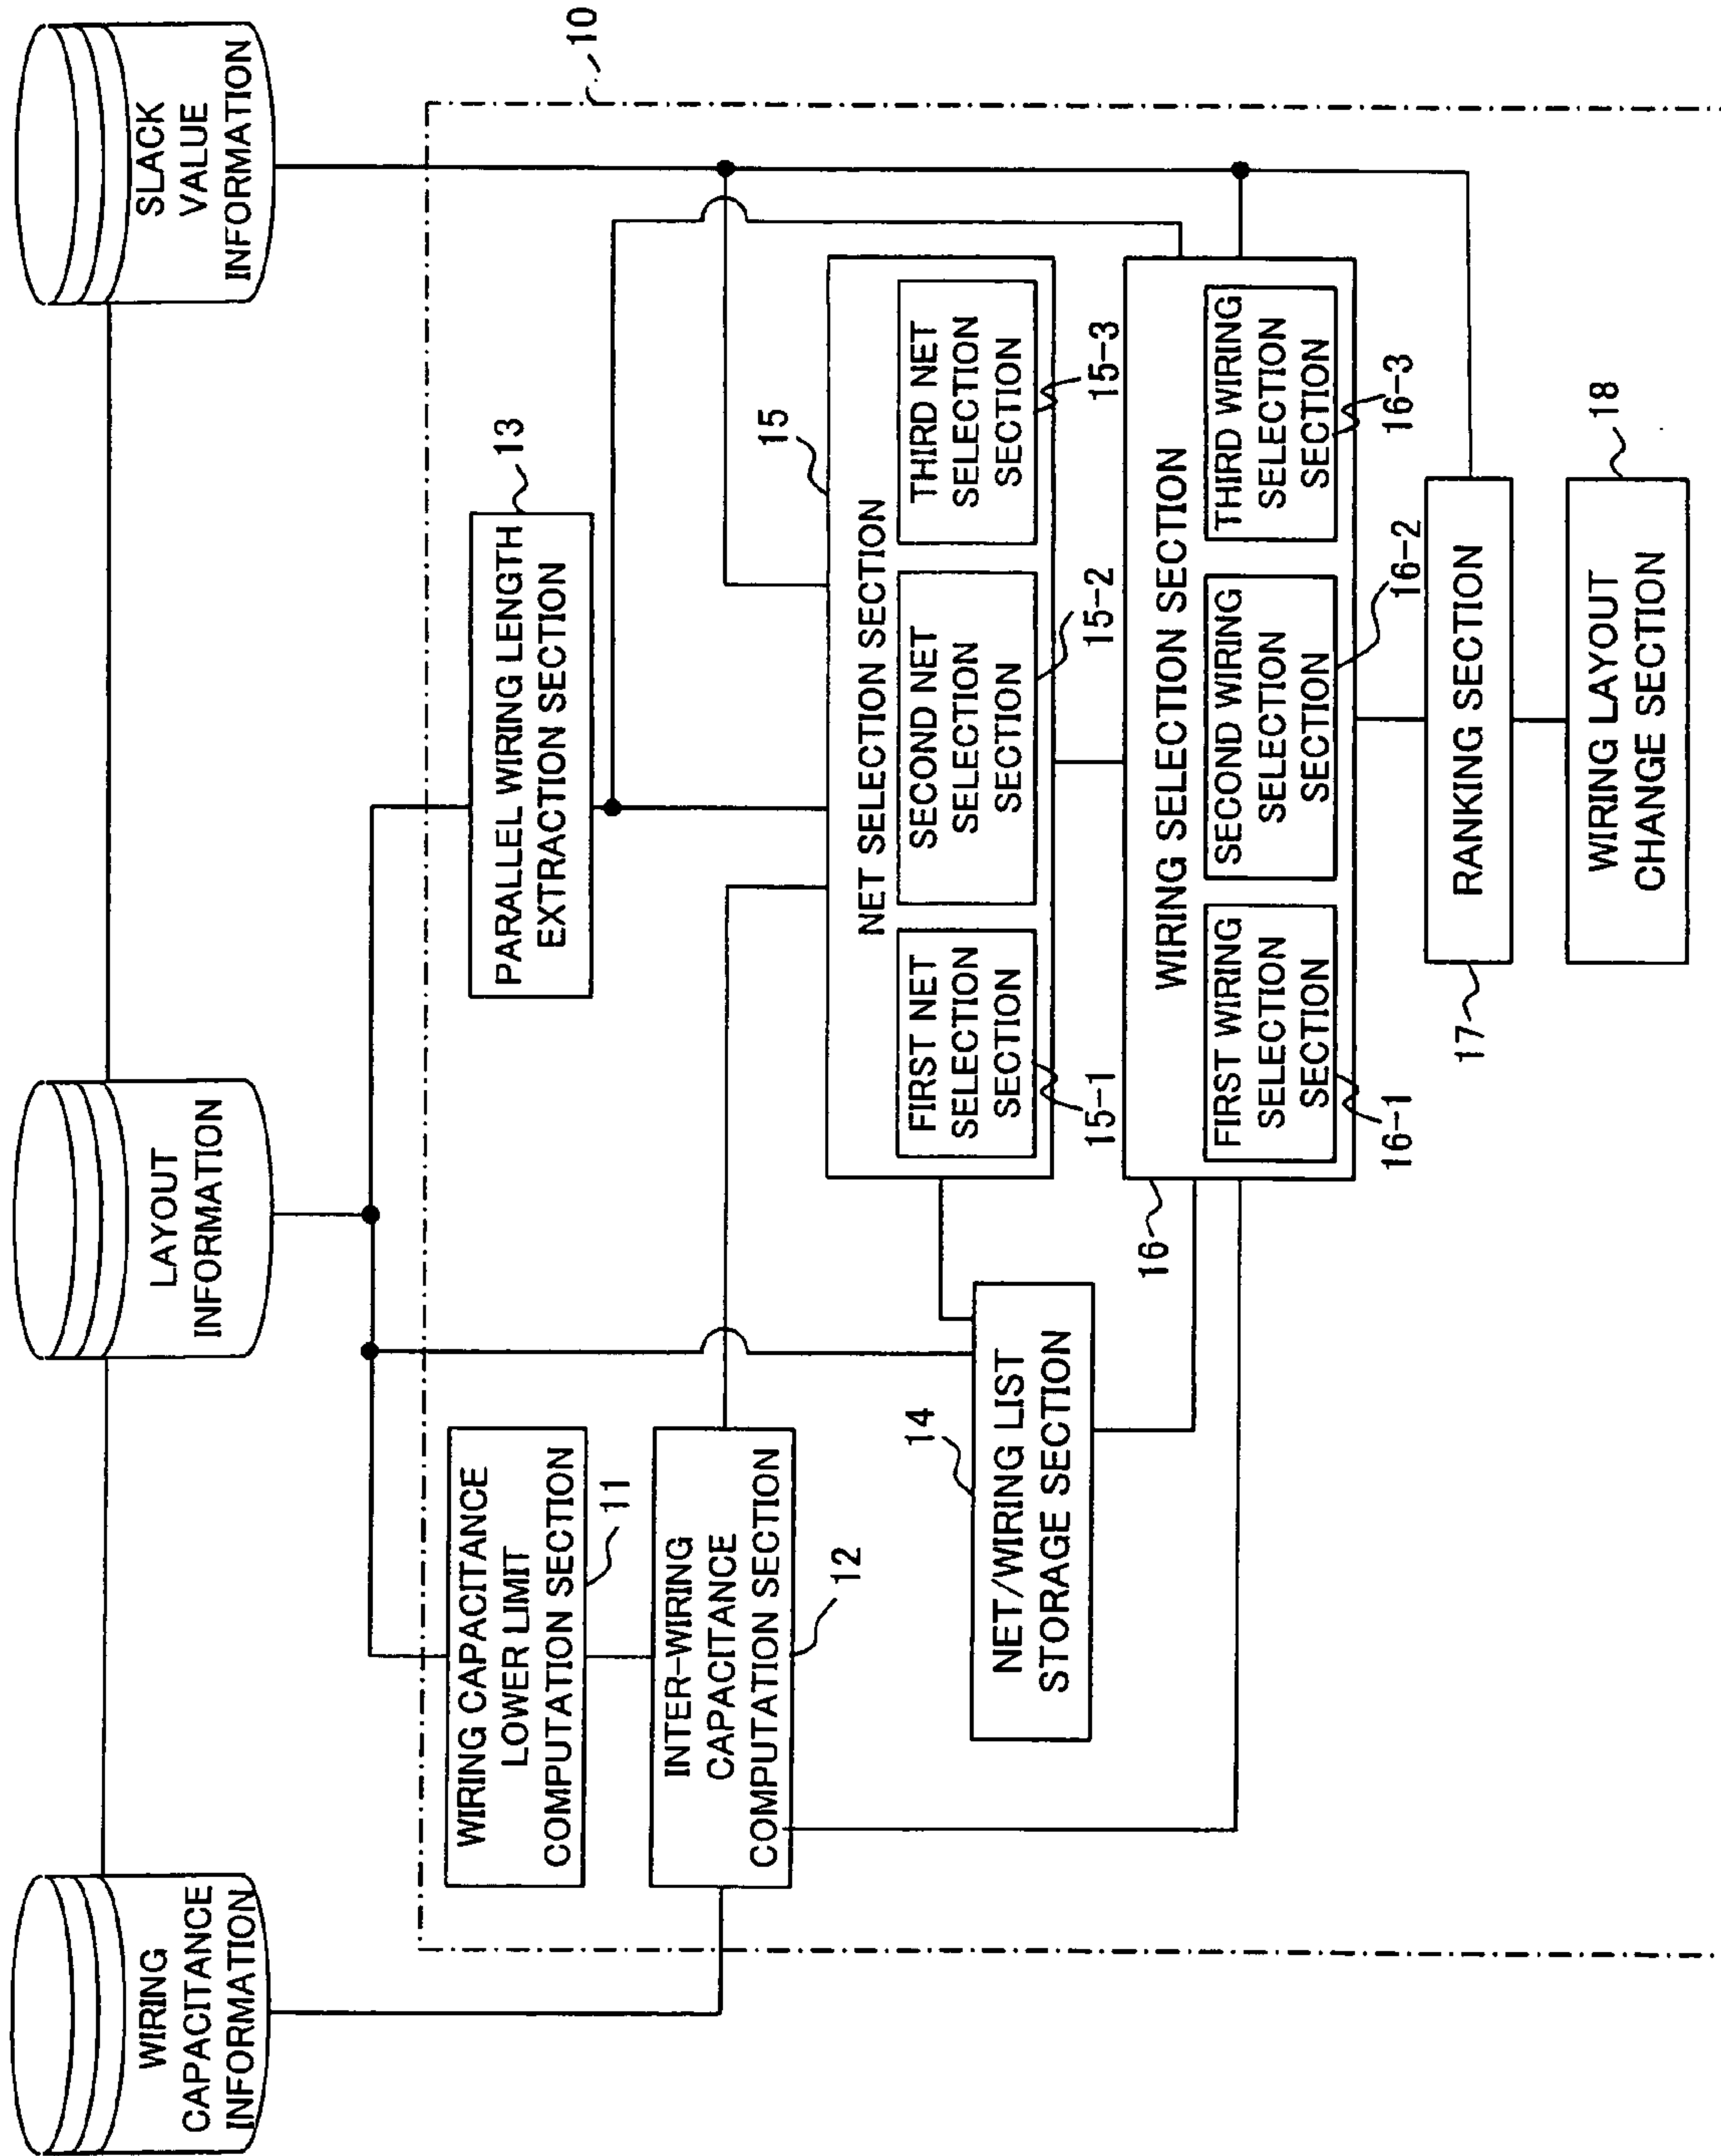 WIRING
CAPACITANCE
INFORMATION
LAYOUT
INFORMATION
SLACK
VALUE
INFORMATION
10
WIRING CAPACITANCE
LOWER LIMIT
COMPUTATION SECTION
11
PARALLEL WIRING LENGTH
EXTRACTION SECTION
13
INTER-WIRING
CAPACITANCE
COMPUTATION SECTION
12
NET/WIRING LIST
STORAGE SECTION
14
NET SELECTION SECTION
15
FIRST NET
SELECTION
SECTION
15-1
SECOND NET
SELECTION
SECTION
15-2
THIRD NET
SELECTION
SECTION
15-3
WIRING SELECTION SECTION
16
FIRST WIRING
SELECTION
SECTION
16-1
SECOND WIRING
SELECTION
SECTION
16-2
THIRD WIRING
SELECTION
SECTION
16-3
RANKING SECTION
17
WIRING LAYOUT
CHANGE SECTION
18